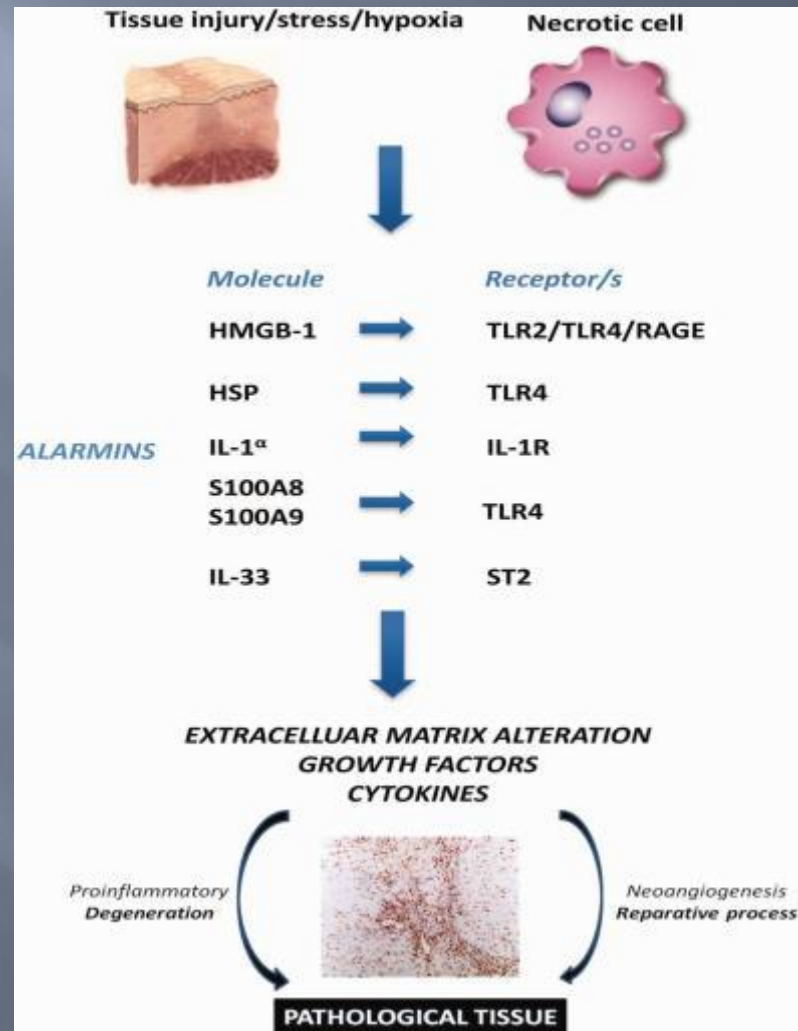 Tissue injury/stress/hypoxia
Necrotic cell
Molecule
Receptor/s
HMGB-1
TLR2/TLR4/RAGE
HSP
TLR4
ALARMINS
IL-1α
IL-1R
S100A8
S100A9
TLR4
IL-33
ST2
EXTRACELLUAR MATRIX ALTERATION
GROWTH FACTORS
CYTOKINES
Proinflammatory
Degeneration
Neoangiogenesis
Reparative process
PATHOLOGICAL TISSUE